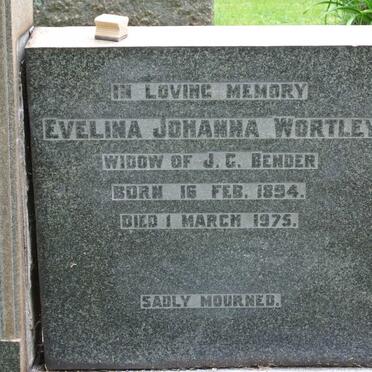 IN LOVING MEMORY
EVELINA JOHANNA WORTLEY
WIDOW OF J. C. BENDER
BORN 16 FEB. 1894.
DIED 1 MARCH 1975.
SADLY MOURNED.